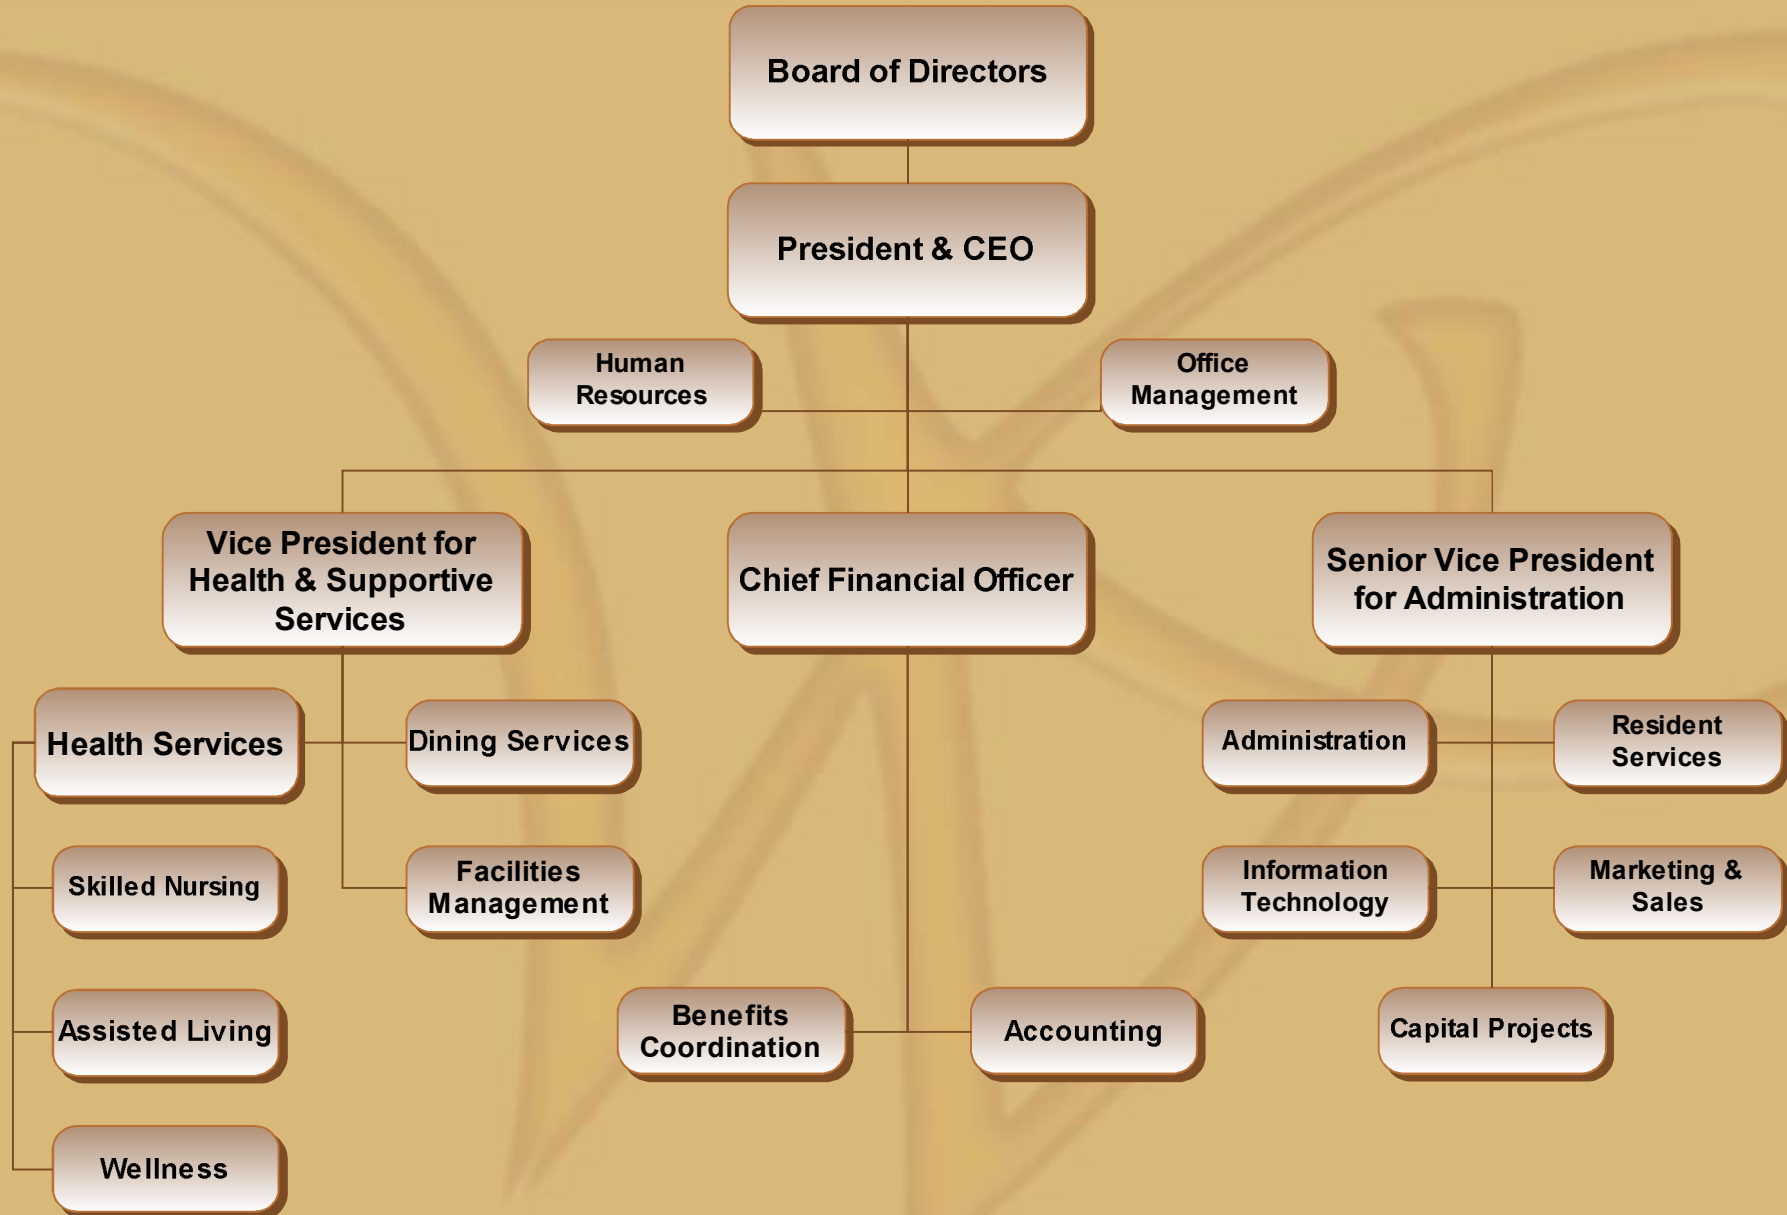 Board of Directors
President & CEO
Human
Resources
Office
Management
Vice President for
Health & Supportive
Services
Chief Financial Officer
Senior Vice President
for Administration
Health Services
Dining Services
Administration
Resident
Services
Skilled Nursing
Facilities
Management
Information
Technology
Marketing &
Sales
Assisted Living
Benefits
Coordination
Accounting
Capital Projects
Wellness